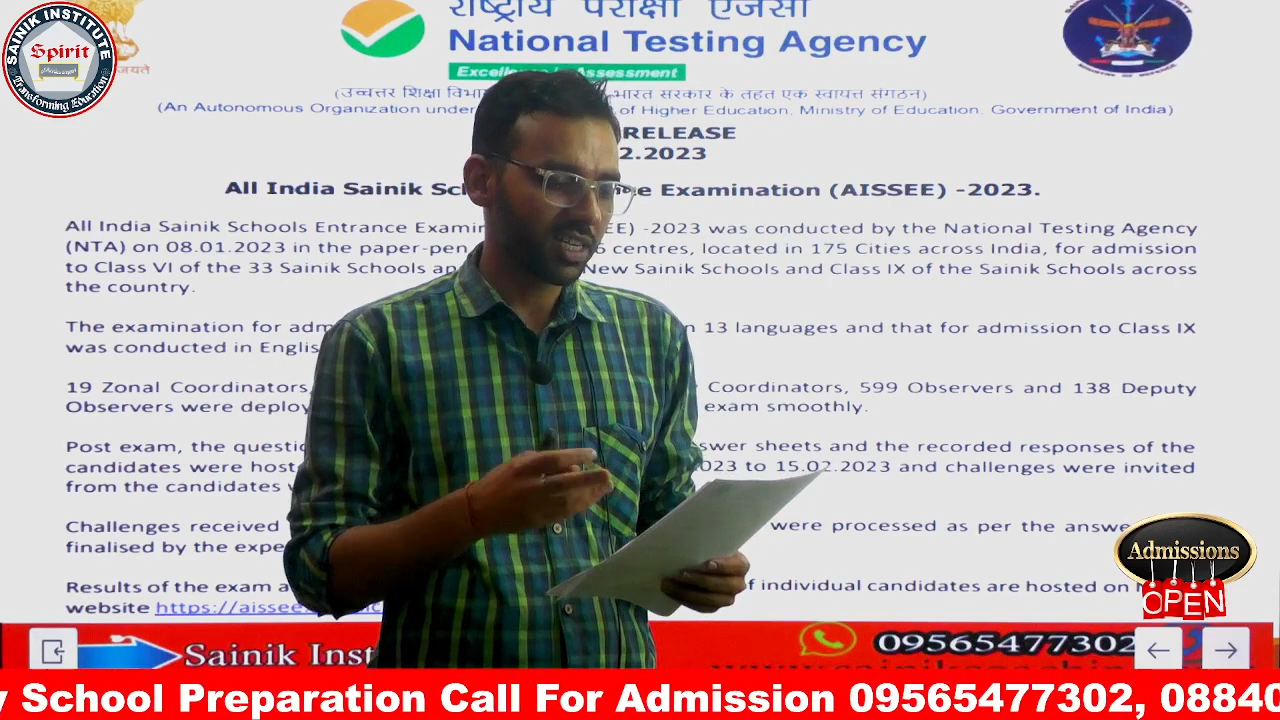 SAINIK INSTITUTE
Spirit
Transforming Education
राष्ट्रीय परीक्षा एजेंसी
National Testing Agency
Excellence in Assessment
(उच्चत्तर शिक्षा विभाग भारत सरकार के तहत एक स्वायत्त संगठन)
(An Autonomous Organization under of Higher Education, Ministry of Education, Government of India)
RELEASE
2.2023
All India Sainik Sc ce Examination (AISSEE) -2023.
All India Sainik Schools Entrance Examin EE) -2023 was conducted by the National Testing Agency
(NTA) on 08.01.2023 in the paper-pen 6 centres, located in 175 Cities across India, for admission
to Class VI of the 33 Sainik Schools an New Sainik Schools and Class IX of the Sainik Schools across
the country.
The examination for adm n 13 languages and that for admission to Class IX
was conducted in Englis
19 Zonal Coordinators, Coordinators, 599 Observers and 138 Deputy
Observers were deploy exam smoothly.
Post exam, the questio swer sheets and the recorded responses of the
candidates were host 023 to 15.02.2023 and challenges were invited
from the candidates
Challenges received were processed as per the answe
finalised by the expe
Results of the exam a f individual candidates are hosted on
website https://aissee.
Admissions
OPEN
Sainik Inst
09565477302
y School Preparation Call For Admission 09565477302, 08840